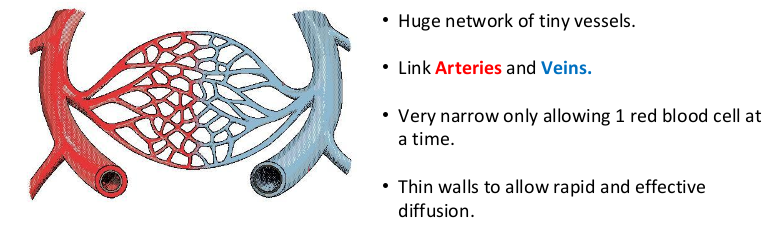 • Huge network of tiny vessels.
• Link Arteries and Veins.
• Very narrow only allowing 1 red blood cell at
a time.
• Thin walls to allow rapid and effective
diffusion.